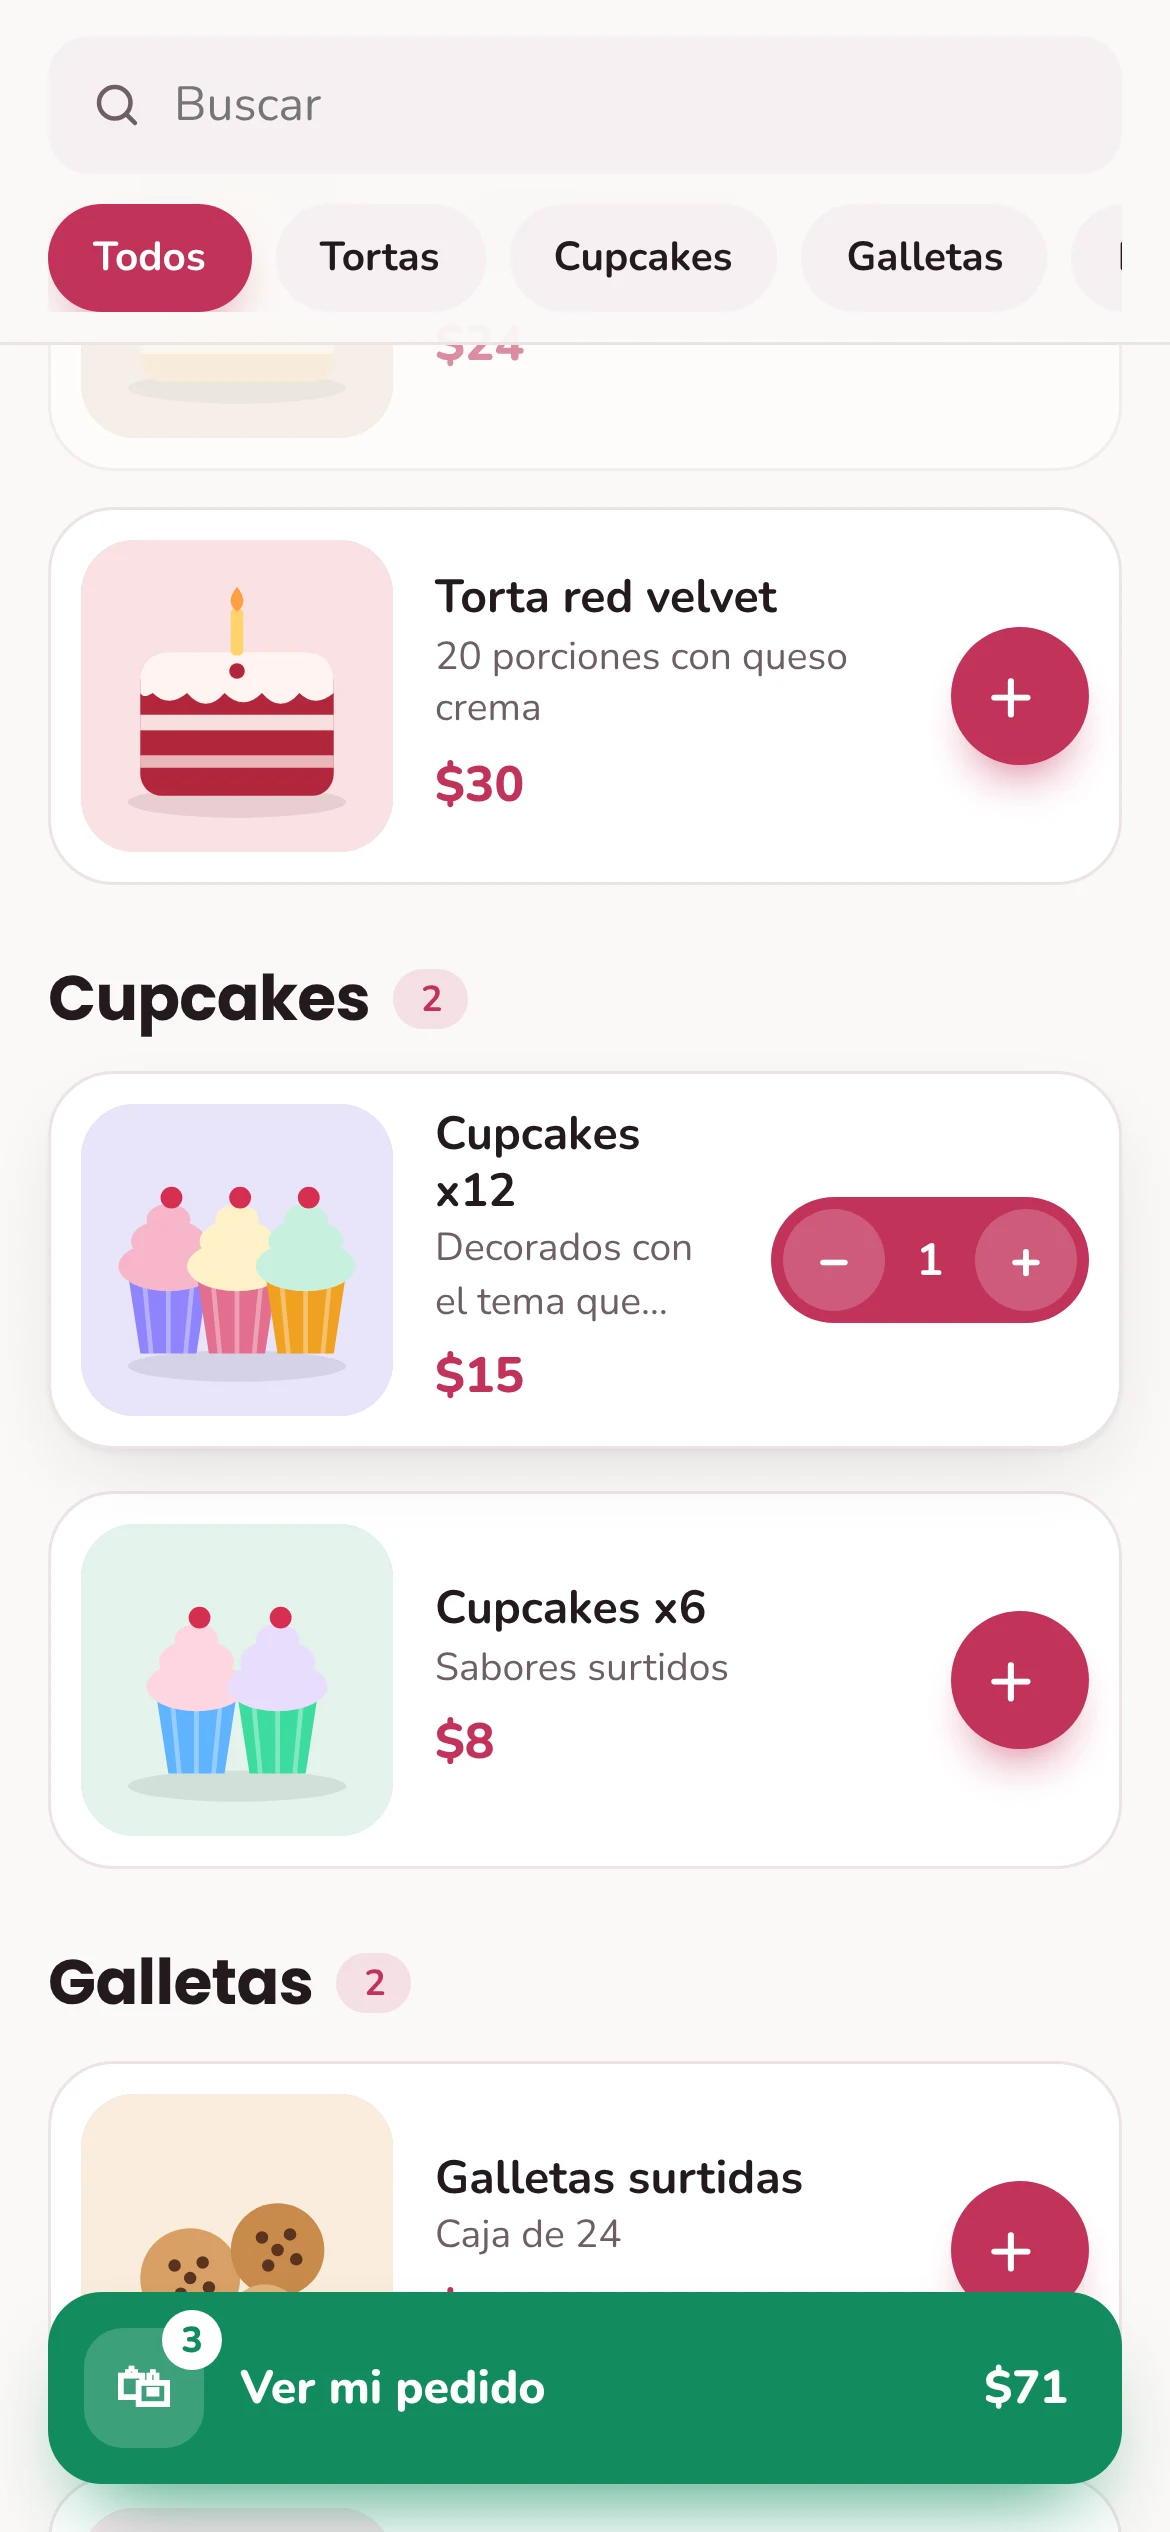 Buscar
Todos
Tortas
Cupcakes
Galletas
$24
Torta red velvet
20 porciones con queso
crema
$30
Cupcakes
2
Cupcakes
x12
Decorados con
el tema que...
$15
1
Cupcakes x6
Sabores surtidos
$8
Galletas
2
Galletas surtidas
Caja de 24
3
Ver mi pedido
$71